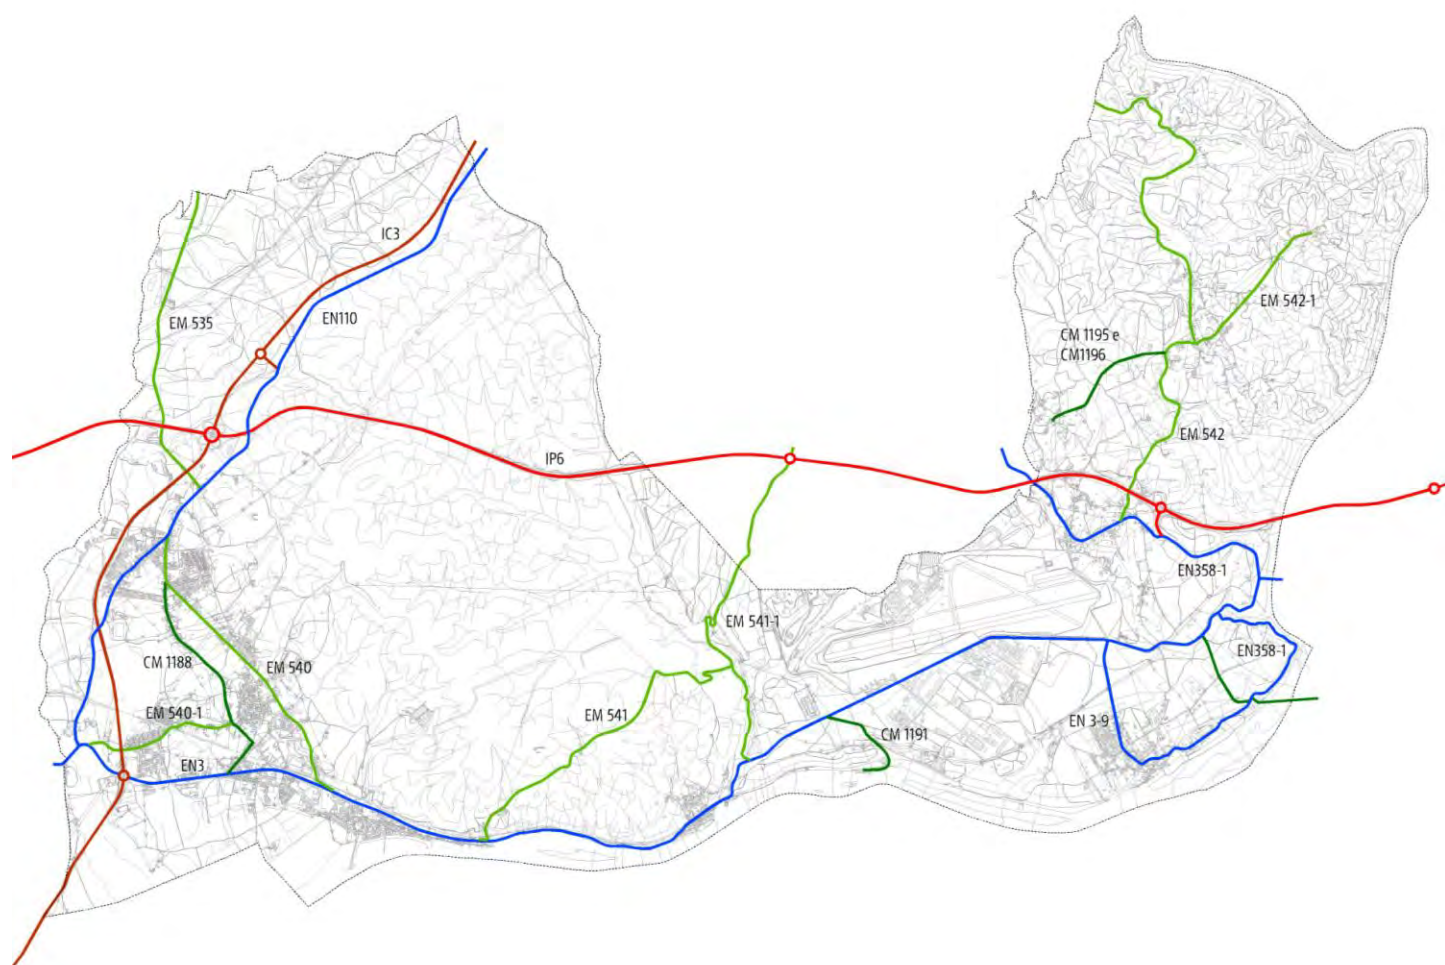 IC3
EM 535
EN110
EM 542-1
CM 1195 e
CM1196
EM 542
IP6
EN358-1
EM 541-1
CM 1188
EM 540
EN358-1
EM 540-1
EM 541
EN 3-9
CM 1191
EN3